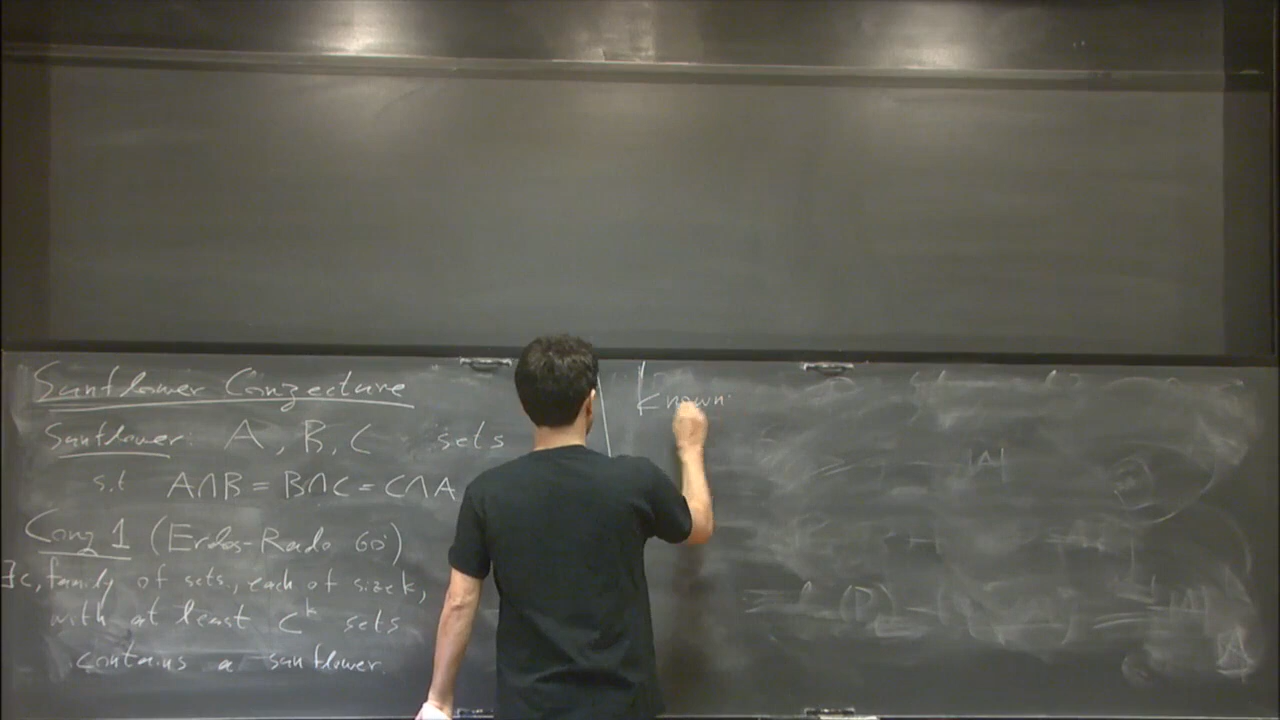 Sunflower Conjecture
Sunflower: A, B, C sets
s.t A∩B = B∩C = C∩A
Conj 1 (Erdos-Rado 60')
∃c, family of sets, each of size k,
with at least c^k sets
contains a sunflower.
Known
|A|